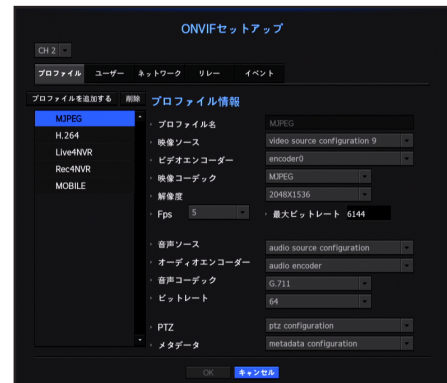 ONVIFセットアップ
CH 2
プロファイル ユーザー ネットワーク リレー イベント
プロファイルを追加する 削除 プロファイル情報
MJPEG
H.264
Live4NVR
Rec4NVR
MOBILE
プロファイル名 MJPEG
映像ソース video source configuration 9
ビデオエンコーダー encoder0
映像コーデック MJPEG
解像度 2048X1536
Fps 5 最大ビットレート 6144
音声ソース audio source configuration
オーディオエンコーダー audio encoder
音声コーデック G.711
ビットレート 64
PTZ ptz configuration
メタデータ metadata configuration
OK キャンセル